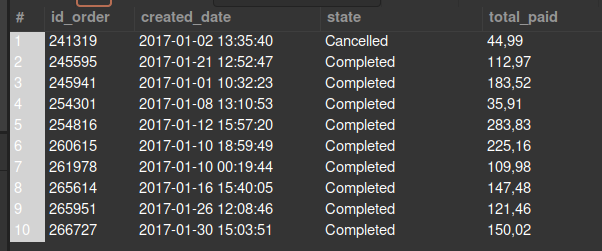 # id_order created_date state total_paid
1 241319 2017-01-02 13:35:40 Cancelled 44,99
2 245595 2017-01-21 12:52:47 Completed 112,97
3 245941 2017-01-01 10:32:23 Completed 183,52
4 254301 2017-01-08 13:10:53 Completed 35,91
5 254816 2017-01-12 15:57:20 Completed 283,83
6 260615 2017-01-10 18:59:49 Completed 225,16
7 261978 2017-01-10 00:19:44 Completed 109,98
8 265614 2017-01-16 15:40:05 Completed 147,48
9 265951 2017-01-26 12:08:46 Completed 121,46
10 266727 2017-01-30 15:03:51 Completed 150,02